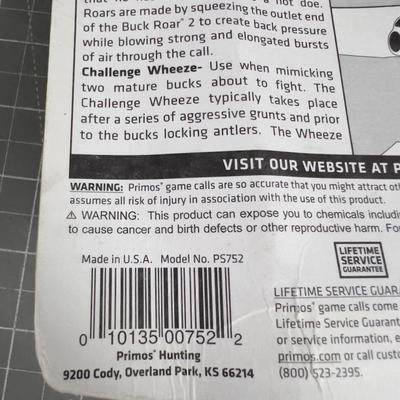 not doe.
Roars are made by squeezing the outlet end
of the Buck Roar® 2 to create back pressure
while blowing strong and elongated bursts
of air through the call.
Challenge Wheeze- Use when mimicking
two mature bucks about to fight. The
Challenge Wheeze typically takes place
after a series of aggressive grunts and prior
to the bucks locking antlers. The Wheeze
VISIT OUR WEBSITE AT P
WARNING: Primos® game calls are so accurate that you might attract oth
assumes all risk of injury in association with the use of this product.
⚠ WARNING: This product can expose you to chemicals includin
to cause cancer and birth defects or other reproductive harm. Fo
LIFETIME
SERVICE
GUARANTEE
Made in U.S.A. Model No. PS752
LIFETIME SERVICE GUAR
Primos® game calls come
Lifetime Service Guarant
or service information, e
primos.com or call custo
(800) 523-2395.
0 10135 00752 2
Primos® Hunting
9200 Cody, Overland Park, KS 66214